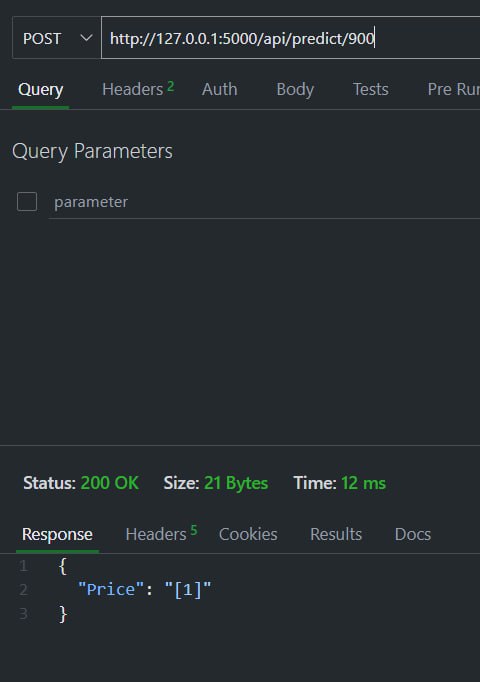 POST http://127.0.0.1:5000/api/predict/900
Query Headers 2 Auth Body Tests Pre Rur
Query Parameters
parameter
Status: 200 OK Size: 21 Bytes Time: 12 ms
Response Headers 5 Cookies Results Docs
1 {
2 "Price": "[1]"
3 }